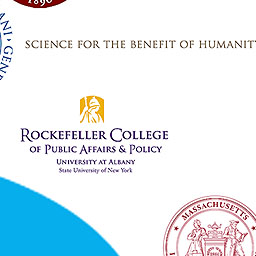 1890
SCIENCE FOR THE BENEFIT OF HUMANIT
ROCKEFELLER COLLEGE
OF PUBLIC AFFAIRS & POLICY
UNIVERSITY AT ALBANY
State University of New York
MASSACHUSETTS